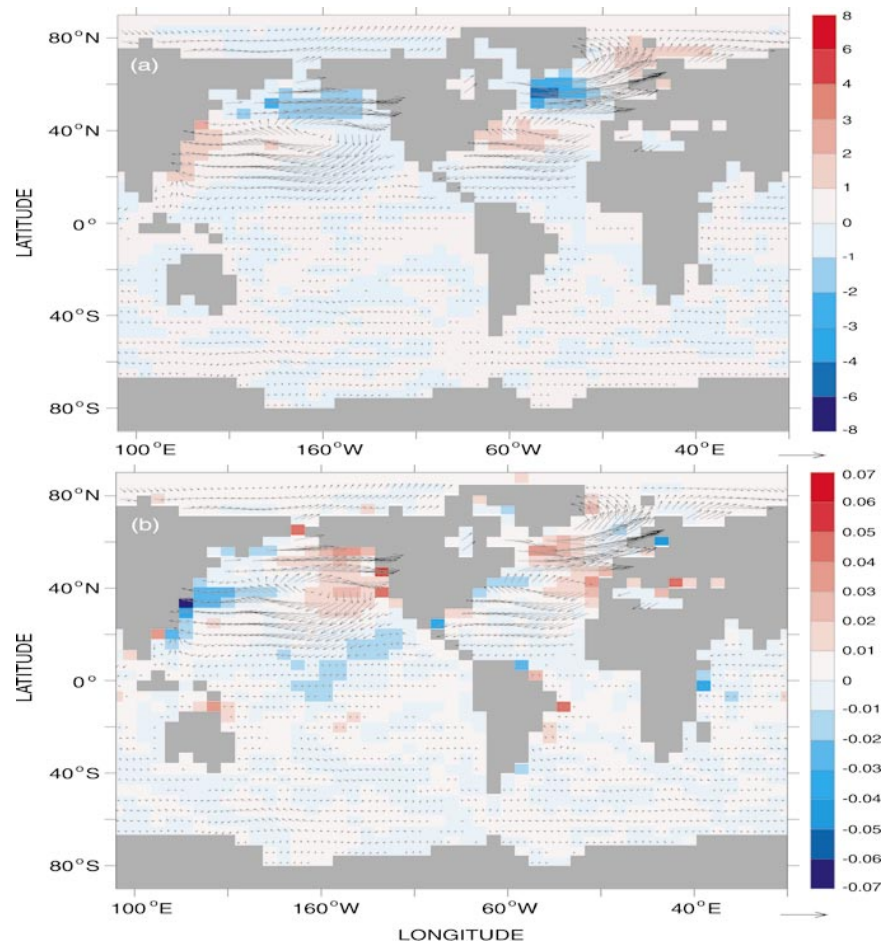 80°N
(a)
40°N
0°
40°S
80°S
LATITUDE
100°E
160°W
60°W
40°E
8
6
4
3
2
1
0
-1
-2
-3
-4
-6
-8
80°N
(b)
40°N
0°
40°S
80°S
LATITUDE
100°E
160°W
60°W
40°E
LONGITUDE
0.07
0.06
0.05
0.04
0.03
0.02
0.01
0
-0.01
-0.02
-0.03
-0.04
-0.05
-0.06
-0.07